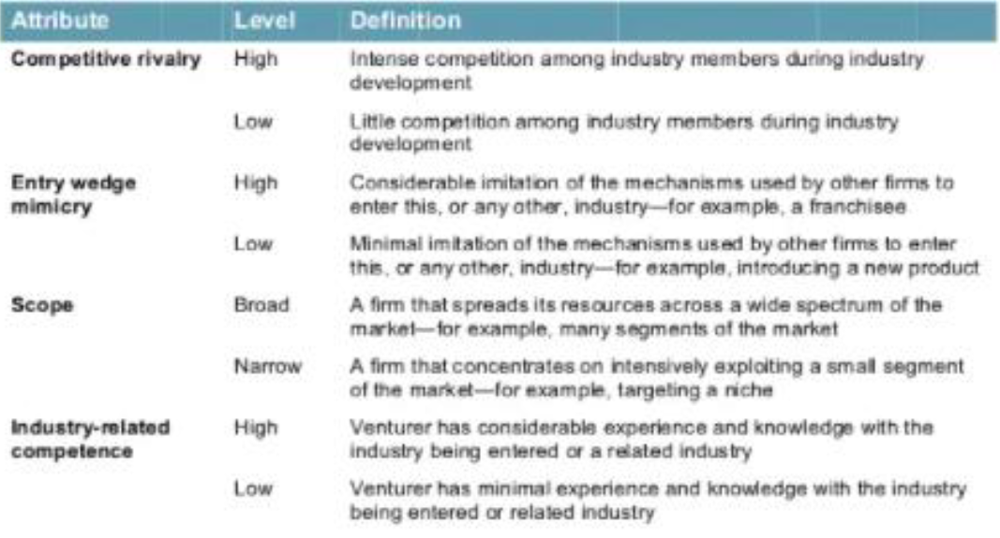 Attribute Level Definition
Competitive rivalry High Intense competition among industry members during industry
development
Low Little competition among industry members during industry
development
Entry wedge High Considerable imitation of the mechanisms used by other firms to
mimicry enter this, or any other, industry—for example, a franchisee
Low Minimal imitation of the mechanisms used by other firms to enter
this, or any other, industry—for example, introducing a new product
Scope Broad A firm that spreads its resources across a wide spectrum of the
market—for example, many segments of the market
Narrow A firm that concentrates on intensively exploiting a small segment
of the market—for example, targeting a niche
Industry-related High Venturer has considerable experience and knowledge with the
competence industry being entered or a related industry
Low Venturer has minimal experience and knowledge with the industry
being entered or related industry